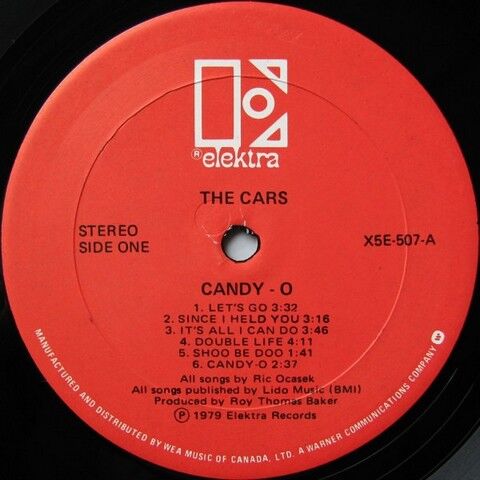 ® elektra
THE CARS
STEREO
SIDE ONE
X5E-507-A
CANDY - O
1. LET'S GO 3:32
2. SINCE I HELD YOU 3:16
3. IT'S ALL I CAN DO 3:46
4. DOUBLE LIFE 4:11
5. SHOO BE DOO 1:41
6. CANDY-O 2:37
All songs by Ric Ocasek
All songs published by Lido Music (BMI)
Produced by Roy Thomas Baker
Ⓟ 1979 Elektra Records
MANUFACTURED AND DISTRIBUTED BY WEA MUSIC OF CANADA, LTD. A WARNER COMMUNICATIONS COMPANY